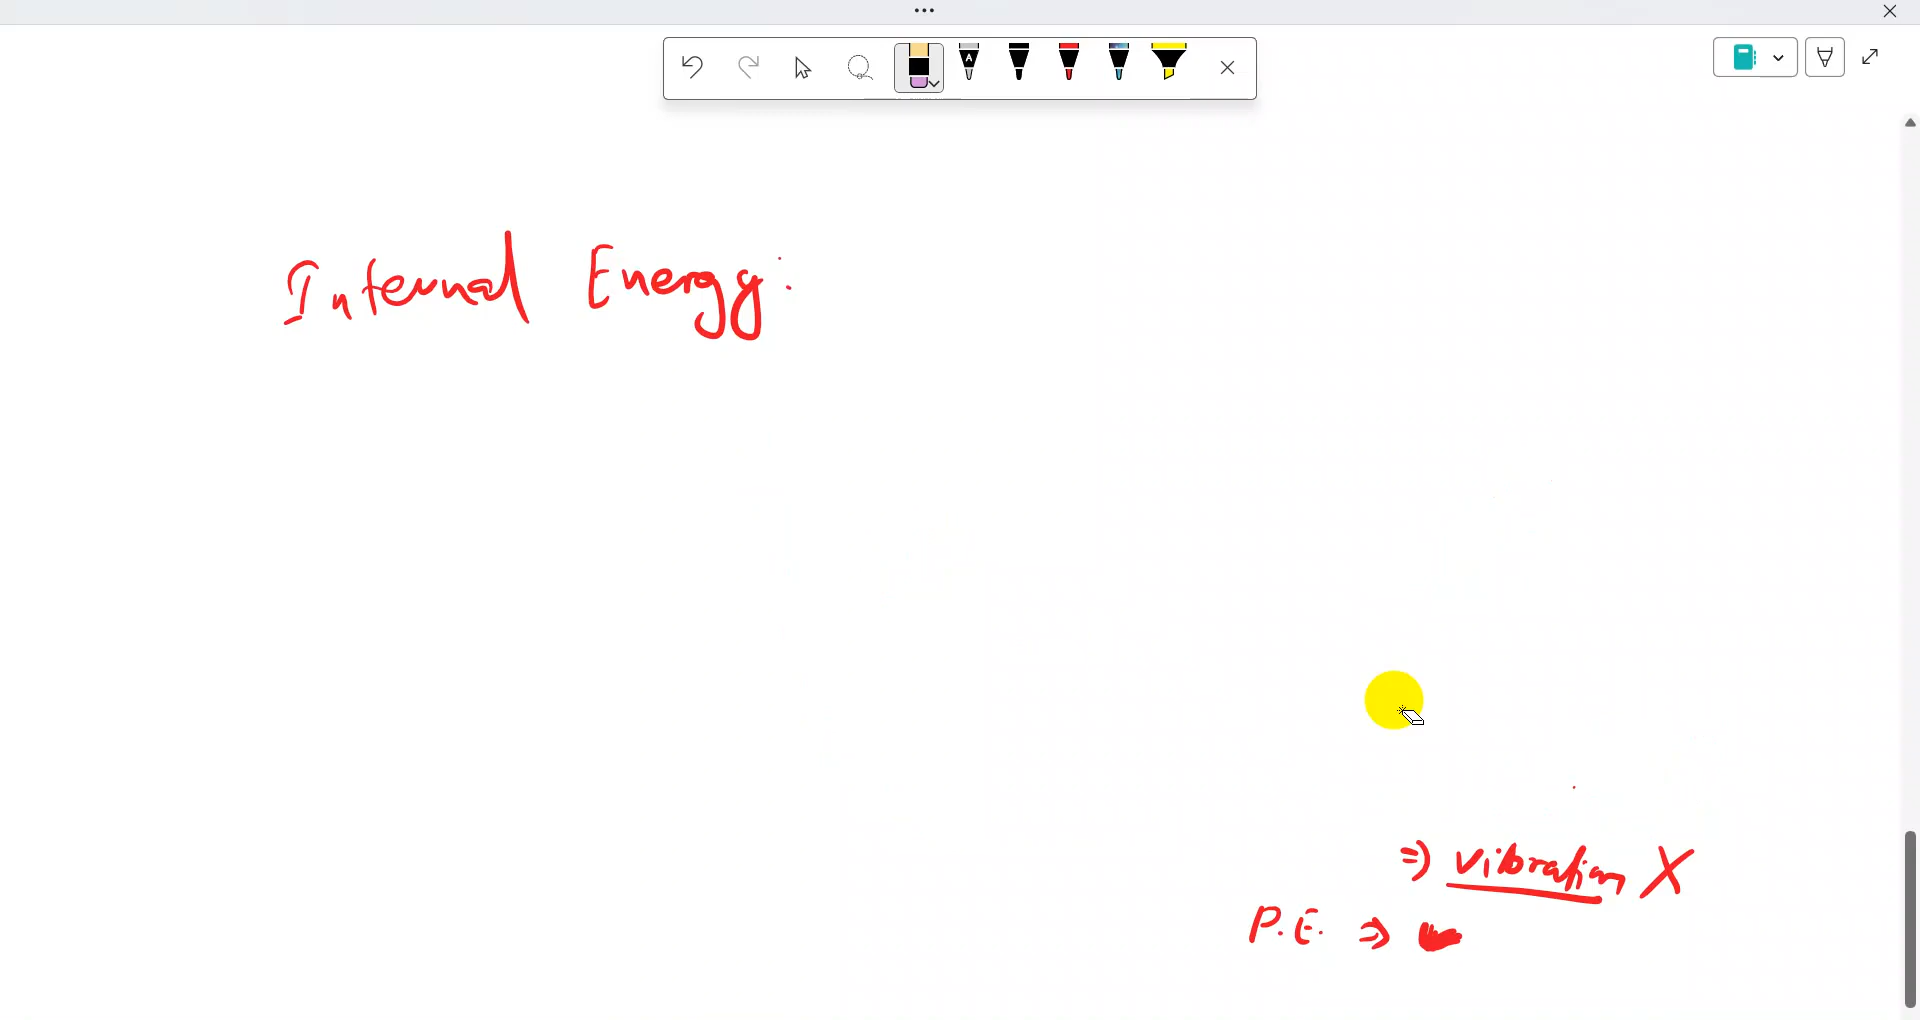 Internal Energy:
⇒ vibration X
P.E. ⇒